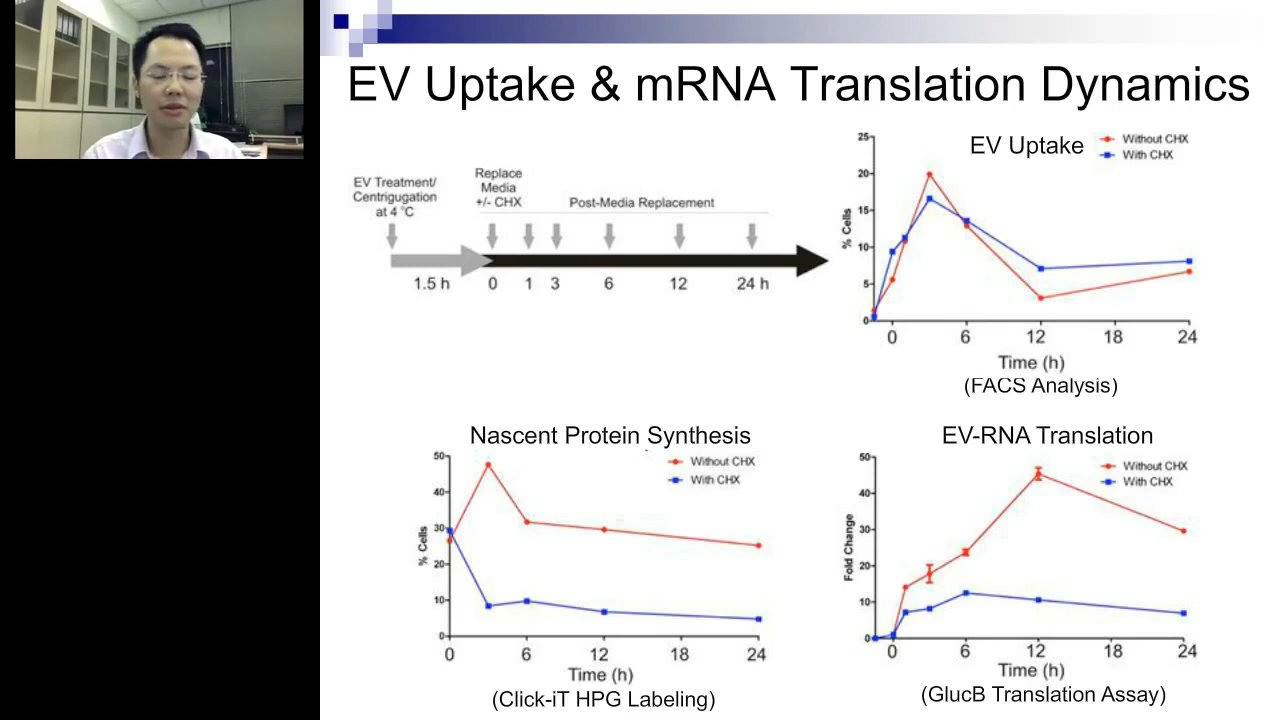 EV Uptake & mRNA Translation Dynamics
EV Treatment/
Centrigugation
at 4 °C
Replace
Media
+/- CHX
Post-Media Replacement
1.5 h
0
1
3
6
12
24 h
EV Uptake
Without CHX
With CHX
% Cells
25
20
15
10
5
0
0
6
12
18
24
Time (h)
(FACS Analysis)
Nascent Protein Synthesis
Without CHX
With CHX
% Cells
50
40
30
20
10
0
0
6
12
18
24
Time (h)
(Click-iT HPG Labeling)
EV-RNA Translation
Without CHX
With CHX
Fold Change
50
40
30
20
10
0
0
6
12
18
24
Time (h)
(GlucB Translation Assay)